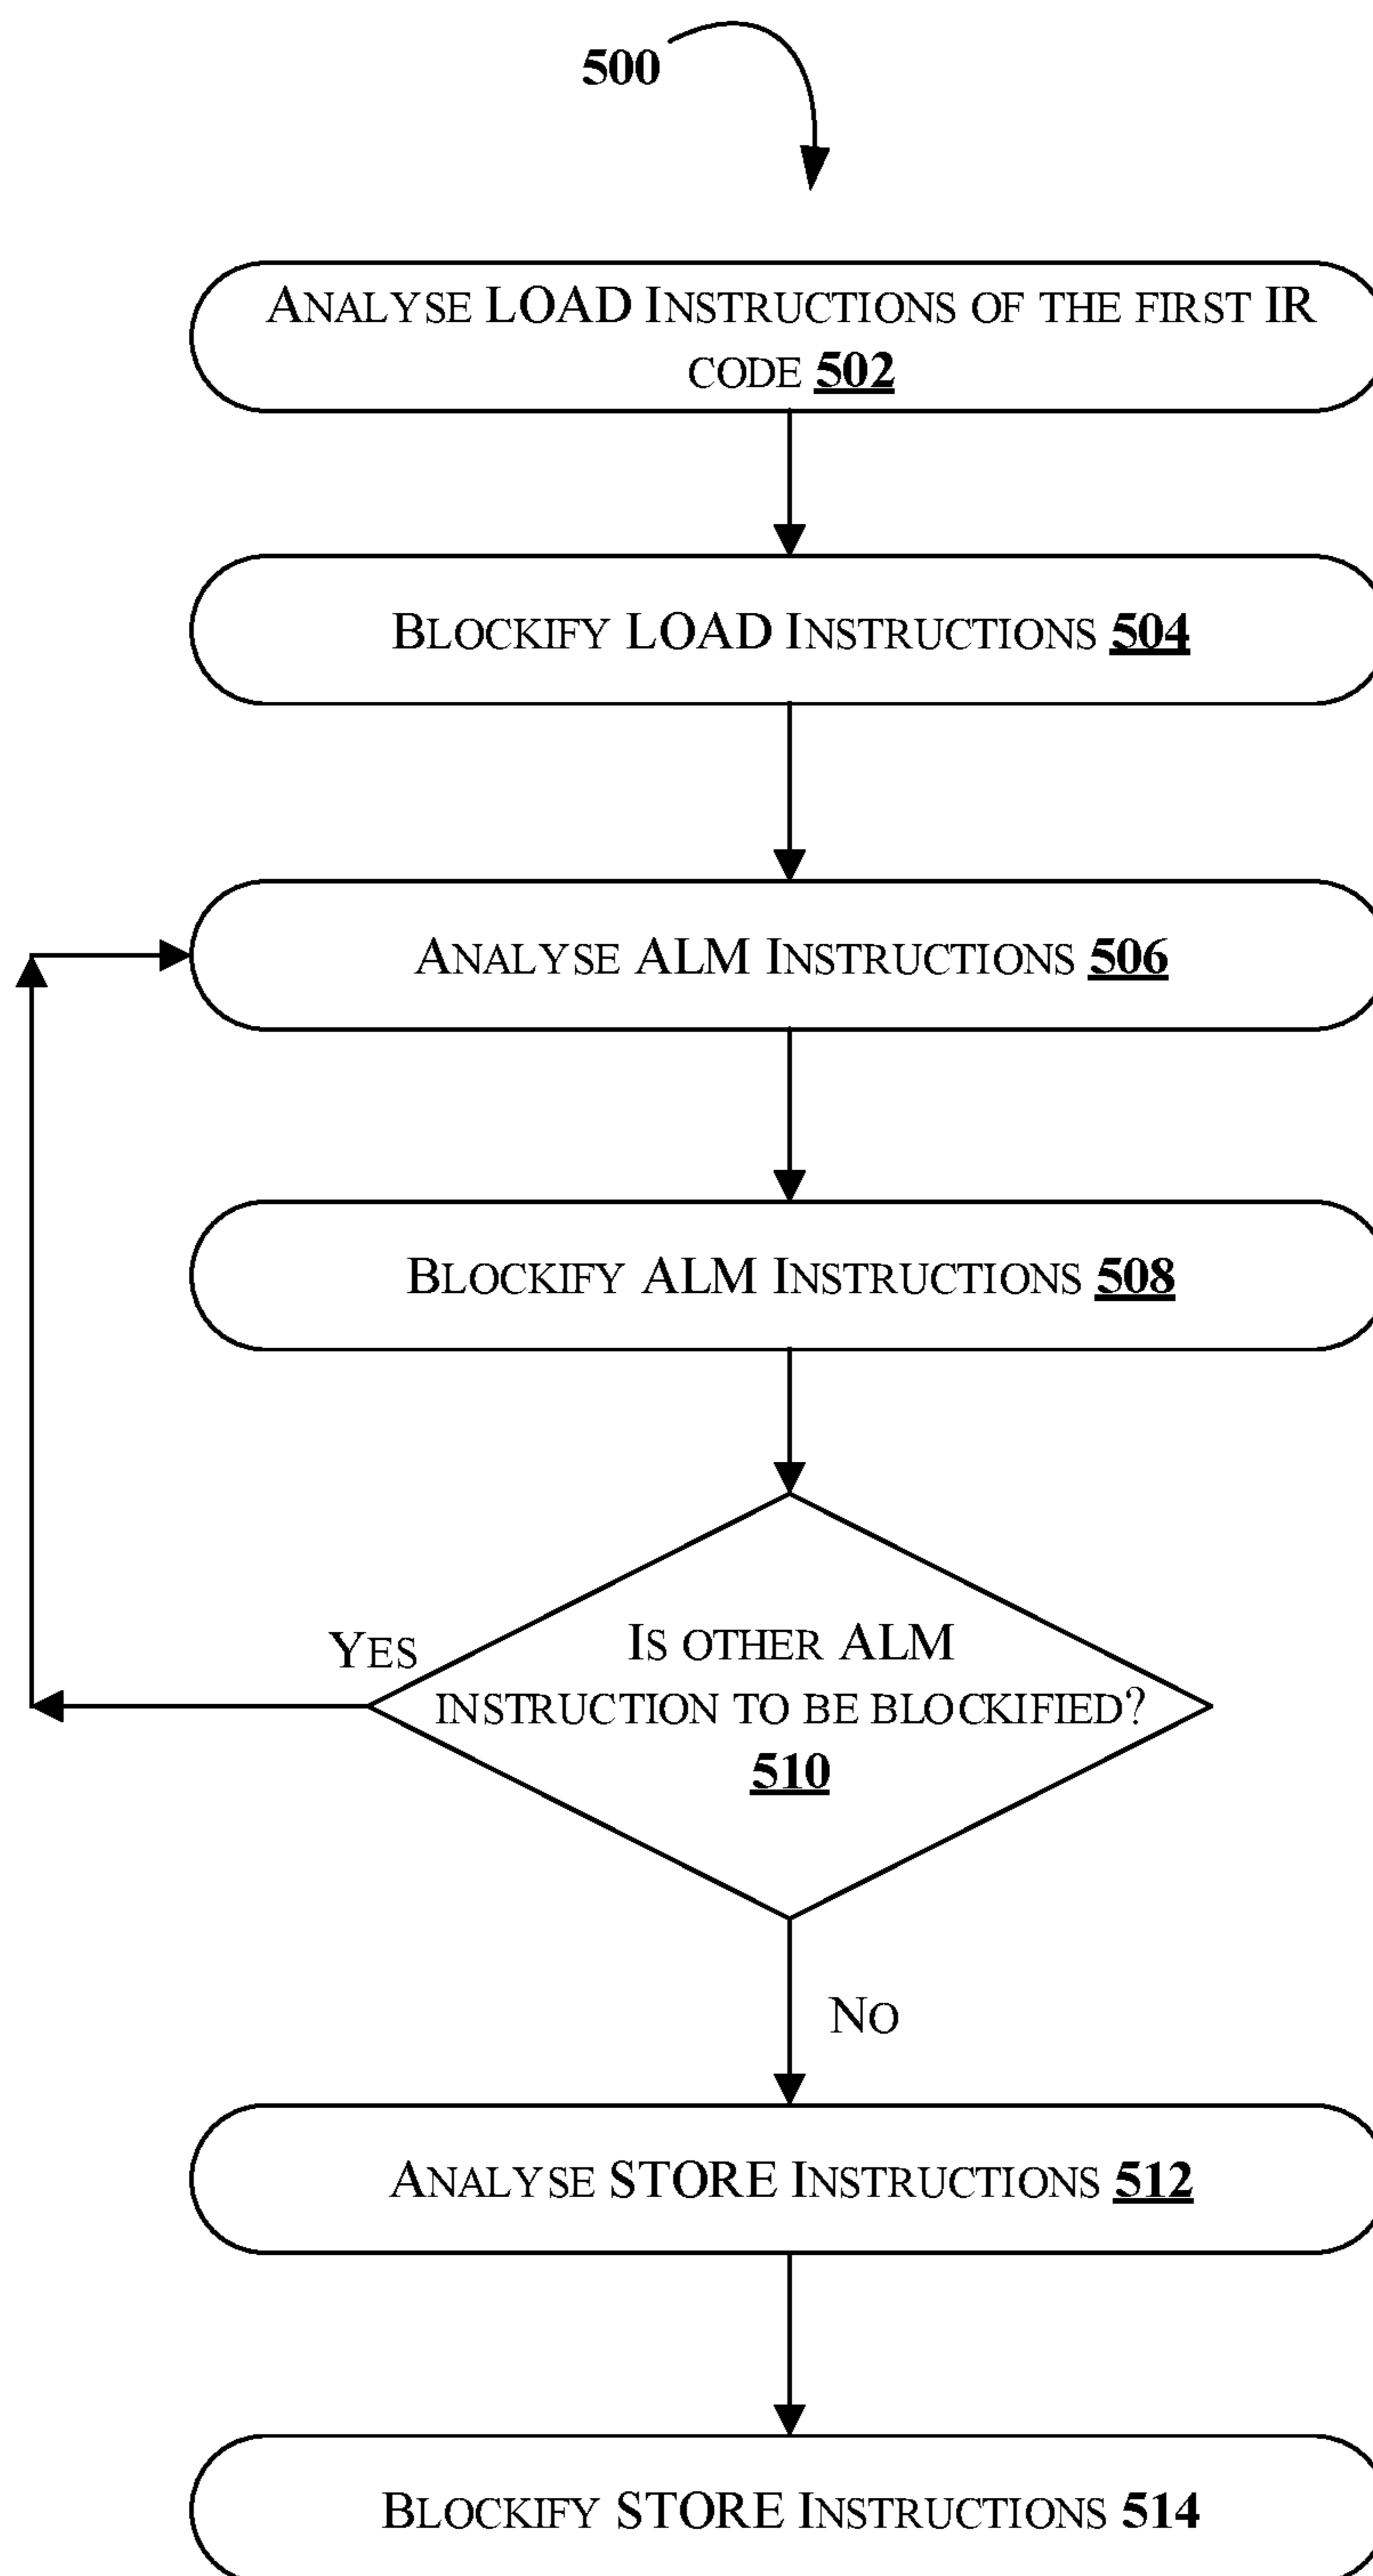 500
ANALYSE LOAD INSTRUCTIONS OF THE FIRST IR
CODE 502
BLOCKIFY LOAD INSTRUCTIONS 504
ANALYSE ALM INSTRUCTIONS 506
BLOCKIFY ALM INSTRUCTIONS 508
YES
IS OTHER ALM
INSTRUCTION TO BE BLOCKIFIED?
510
NO
ANALYSE STORE INSTRUCTIONS 512
BLOCKIFY STORE INSTRUCTIONS 514